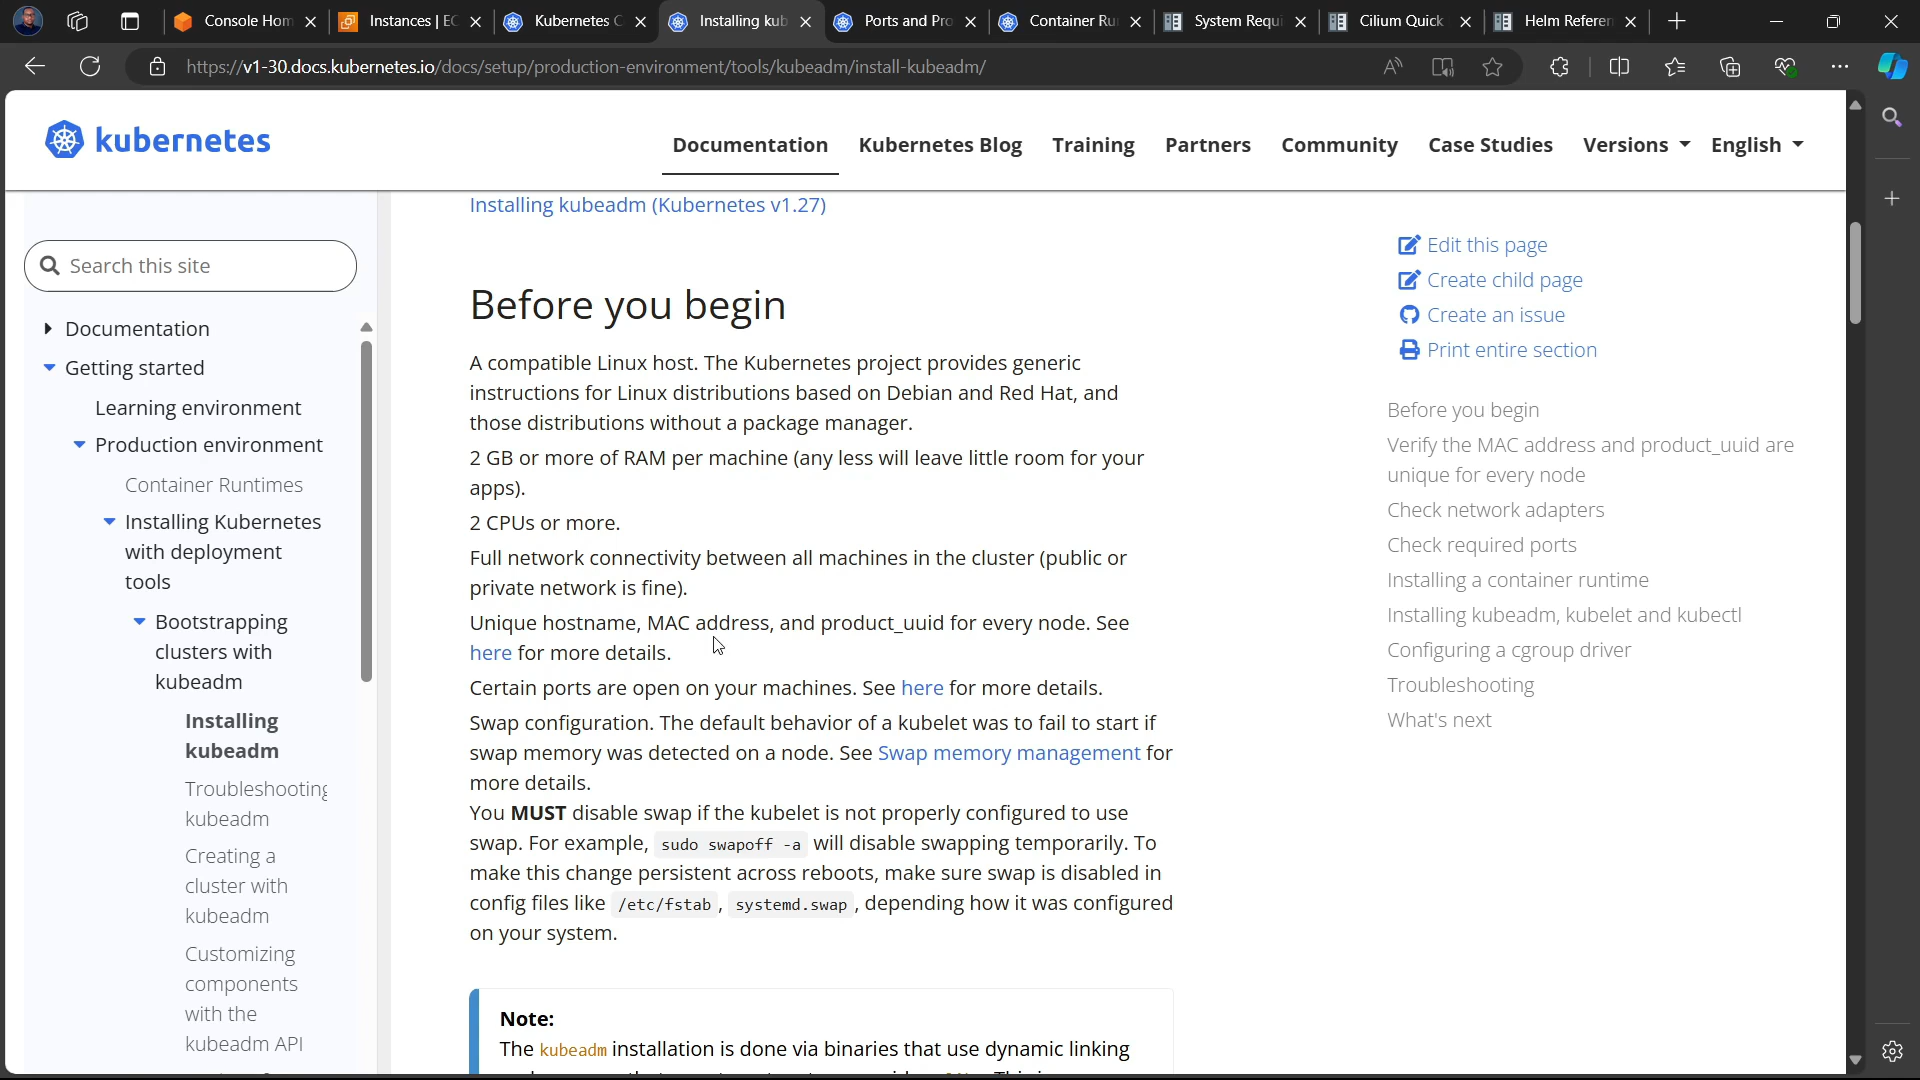 Console Hom
Instances | EC
Kubernetes C
Installing kub
Ports and Pro
Container Ru
System Requi
Cilium Quick
Helm Referen
https://v1-30.docs.kubernetes.io/docs/setup/production-environment/tools/kubeadm/install-kubeadm/
kubernetes
Documentation
Kubernetes Blog
Training
Partners
Community
Case Studies
Versions
English
Search this site
Documentation
Getting started
Learning environment
Production environment
Container Runtimes
Installing Kubernetes
with deployment
tools
Bootstrapping
clusters with
kubeadm
Installing
kubeadm
Troubleshooting
kubeadm
Creating a
cluster with
kubeadm
Customizing
components
with the
kubeadm API
Installing kubeadm (Kubernetes v1.27)
Before you begin
A compatible Linux host. The Kubernetes project provides generic
instructions for Linux distributions based on Debian and Red Hat, and
those distributions without a package manager.
2 GB or more of RAM per machine (any less will leave little room for your
apps).
2 CPUs or more.
Full network connectivity between all machines in the cluster (public or
private network is fine).
Unique hostname, MAC address, and product_uuid for every node. See
here for more details.
Certain ports are open on your machines. See here for more details.
Swap configuration. The default behavior of a kubelet was to fail to start if
swap memory was detected on a node. See Swap memory management for
more details.
You MUST disable swap if the kubelet is not properly configured to use
swap. For example, sudo swapoff -a will disable swapping temporarily. To
make this change persistent across reboots, make sure swap is disabled in
config files like /etc/fstab, systemd.swap, depending how it was configured
on your system.
Note:
The kubeadm installation is done via binaries that use dynamic linking
Edit this page
Create child page
Create an issue
Print entire section
Before you begin
Verify the MAC address and product_uuid are
unique for every node
Check network adapters
Check required ports
Installing a container runtime
Installing kubeadm, kubelet and kubectl
Configuring a cgroup driver
Troubleshooting
What's next